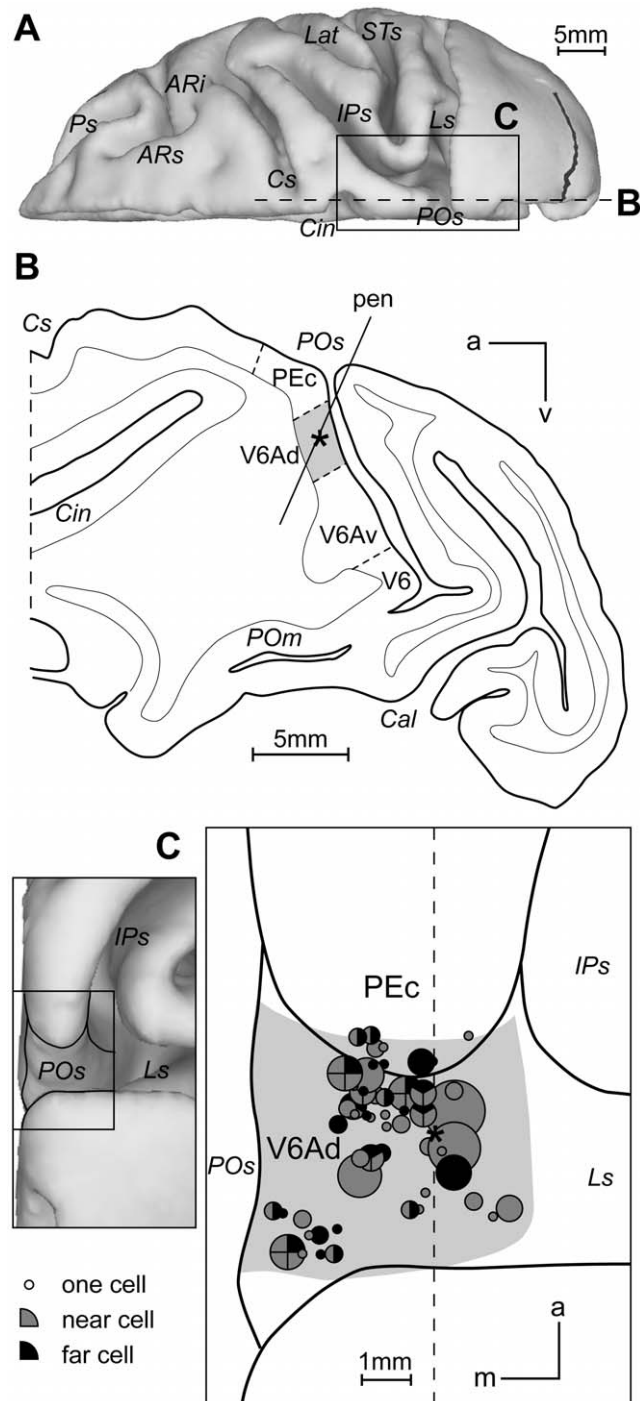 A
Lat
STs
5mm
ARi
Ps
IPs
Ls
C
ARs
Cs
B
Cin
POs
B
pen
Cs
POs
a
PEc
v
V6Ad
*
Cin
V6Av
V6
POm
Cal
5mm
C
IPs
IPs
PEc
POs
Ls
V6Ad
*
POs
Ls
one cell
near cell
far cell
a
1mm
m